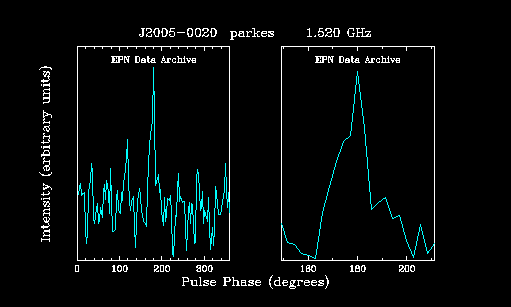 J2005-0020 parkes 1.520 GHz
EPN Data Archive EPN Data Archive
Intensity (arbitrary units)
0 100 200 300 180 190 200
Pulse Phase (degrees)